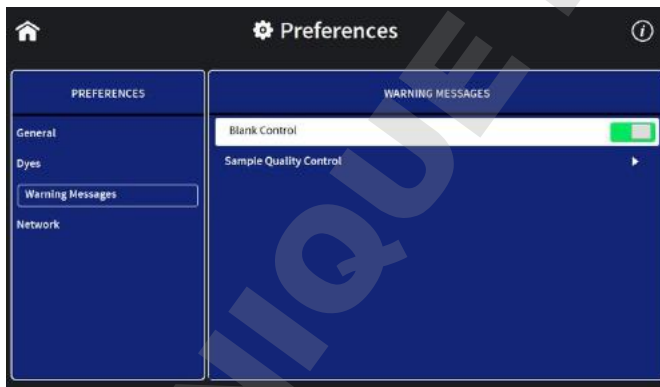 Preferences
PREFERENCES
General
Dyes
Warning Messages
Network
WARNING MESSAGES
Blank Control
Sample Quality Control